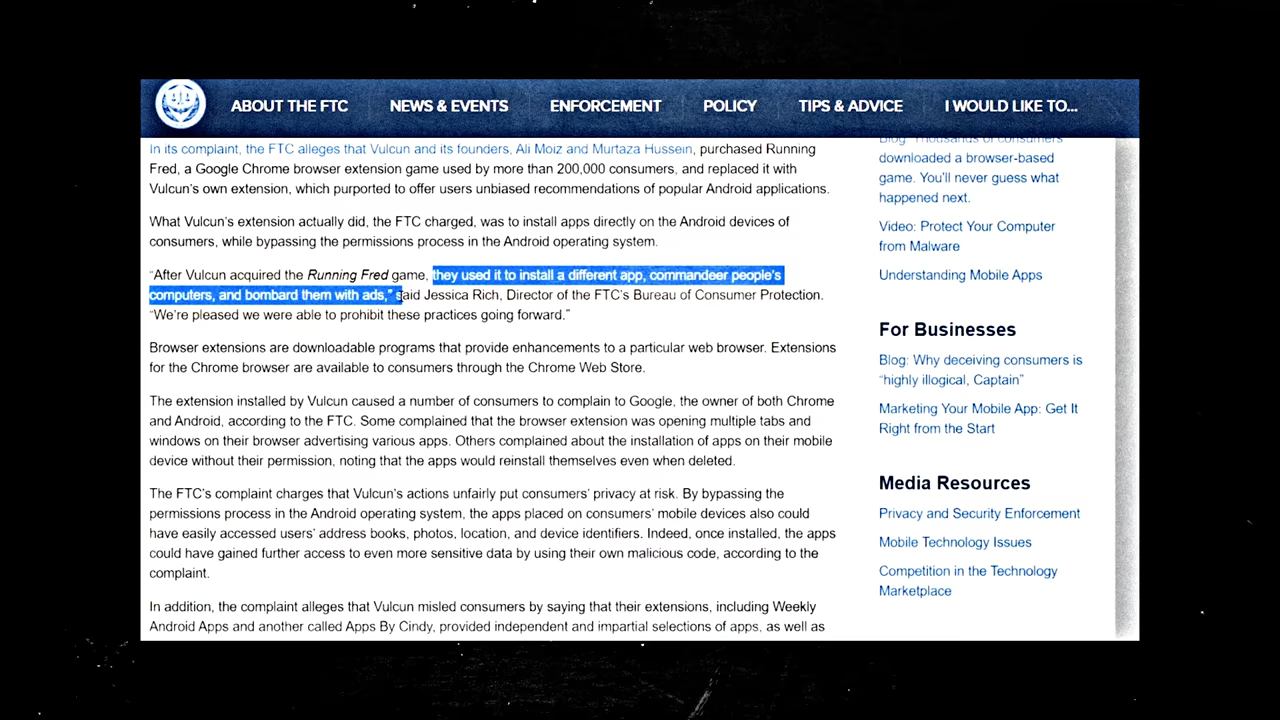 ABOUT THE FTC NEWS & EVENTS ENFORCEMENT POLICY TIPS & ADVICE I WOULD LIKE TO...
In its complaint, the FTC alleges that Vulcun and its founders, Ali Moiz and Murtaza Hussein, purchased Running
Fred, a Google Chrome browser extension game used by more than 200,000 consumers, and replaced it with
Vulcun's own extension, which purported to offer users unbiased recommendations of popular Android applications.
What Vulcun's extension actually did, the FTC charged, was to install apps directly on the Android devices of
consumers, while bypassing the permissions process in the Android operating system.
“After Vulcun acquired the Running Fred game, they used it to install a different app, commandeer people's
computers, and bombard them with ads,” said Jessica Rich, Director of the FTC's Bureau of Consumer Protection.
“We're pleased we were able to prohibit these practices going forward.”
Browser extensions are downloadable programs that provide enhancements to a particular web browser. Extensions
for the Chrome browser are available to consumers through the Chrome Web Store.
The extension installed by Vulcun caused a number of consumers to complain to Google, the owner of both Chrome
and Android, according to the FTC. Some complained that the browser extension was opening multiple tabs and
windows on their browser advertising various apps. Others complained about the installation of apps on their mobile
device without their permission, noting that the apps would reinstall themselves even when deleted.
The FTC's complaint charges that Vulcun's actions unfairly put consumers' privacy at risk. By bypassing the
permissions process in the Android operating system, the apps placed on consumers' mobile devices also could
have easily accessed users' address books, photos, location, and device identifiers. Indeed, once installed, the apps
could have gained further access to even more sensitive data by using their own malicious code, according to the
complaint.
In addition, the complaint alleges that Vulcun misled consumers by saying that their extensions, including Weekly
Android Apps and another called Apps By Cindy, provided independent and impartial selections of apps, as well as
Blog: Thousands of consumers
downloaded a browser-based
game. You'll never guess what
happened next.
Video: Protect Your Computer
from Malware
Understanding Mobile Apps
For Businesses
Blog: Why deceiving consumers is
“highly illogical, Captain”
Marketing Your Mobile App: Get It
Right from the Start
Media Resources
Privacy and Security Enforcement
Mobile Technology Issues
Competition in the Technology
Marketplace